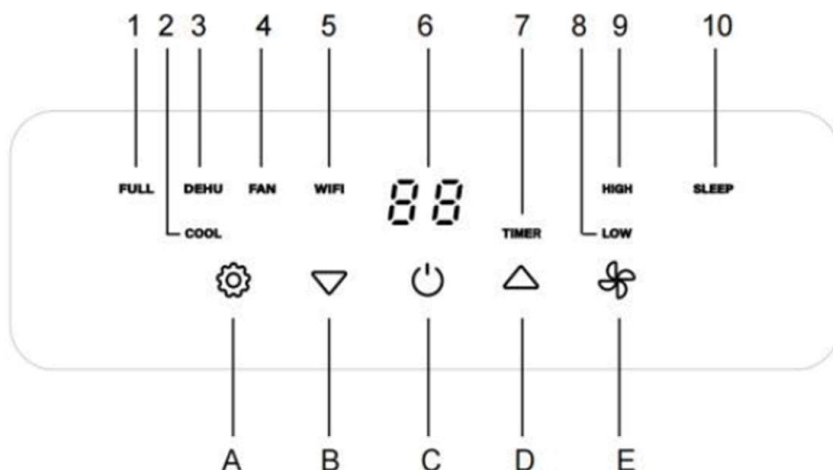 1 2 3 4 5 6 7 8 9 10
FULL DEHU FAN WIFI 88 HIGH SLEEP
COOL TIMER LOW
A B C D E